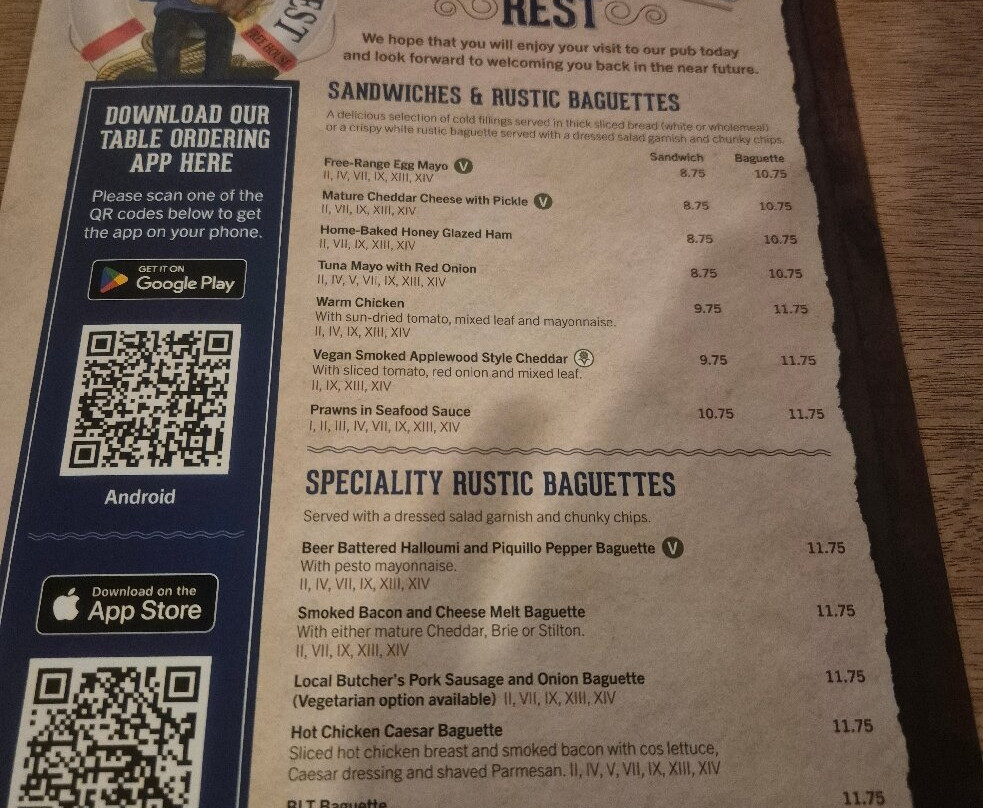 EST
FREE HOUSE
REST
We hope that you will enjoy your visit to our pub today
and look forward to welcoming you back in the near future.
DOWNLOAD OUR
TABLE ORDERING
APP HERE
Please scan one of the
QR codes below to get
the app on your phone.
GET IT ON
Google Play
Android
Download on the
App Store
SANDWICHES & RUSTIC BAGUETTES
A delicious selection of cold fillings served in thick sliced bread (white or wholemeal)
or a crispy white rustic baguette served with a dressed salad garnish and chunky chips.
Sandwich Baguette
Free-Range Egg Mayo V 8.75 10.75
II, IV, VII, IX, XIII, XIV
Mature Cheddar Cheese with Pickle V 8.75 10.75
II, VII, IX, XIII, XIV
Home-Baked Honey Glazed Ham 8.75 10.75
II, VII, IX, XIII, XIV
Tuna Mayo with Red Onion 8.75 10.75
II, IV, V, VII, IX, XIII, XIV
Warm Chicken 9.75 11.75
With sun-dried tomato, mixed leaf and mayonnaise.
II, IV, IX, XIII, XIV
Vegan Smoked Applewood Style Cheddar 9.75 11.75
With sliced tomato, red onion and mixed leaf.
II, IX, XIII, XIV
Prawns in Seafood Sauce 10.75 11.75
I, II, III, IV, VII, IX, XIII, XIV
SPECIALITY RUSTIC BAGUETTES
Served with a dressed salad garnish and chunky chips.
Beer Battered Halloumi and Piquillo Pepper Baguette V 11.75
With pesto mayonnaise.
II, IV, VII, IX, XIII, XIV
Smoked Bacon and Cheese Melt Baguette 11.75
With either mature Cheddar, Brie or Stilton.
II, VII, IX, XIII, XIV
Local Butcher's Pork Sausage and Onion Baguette 11.75
(Vegetarian option available) II, VII, IX, XIII, XIV
Hot Chicken Caesar Baguette 11.75
Sliced hot chicken breast and smoked bacon with cos lettuce,
Caesar dressing and shaved Parmesan. II, IV, V, VII, IX, XIII, XIV
BLT Baguette 11.75